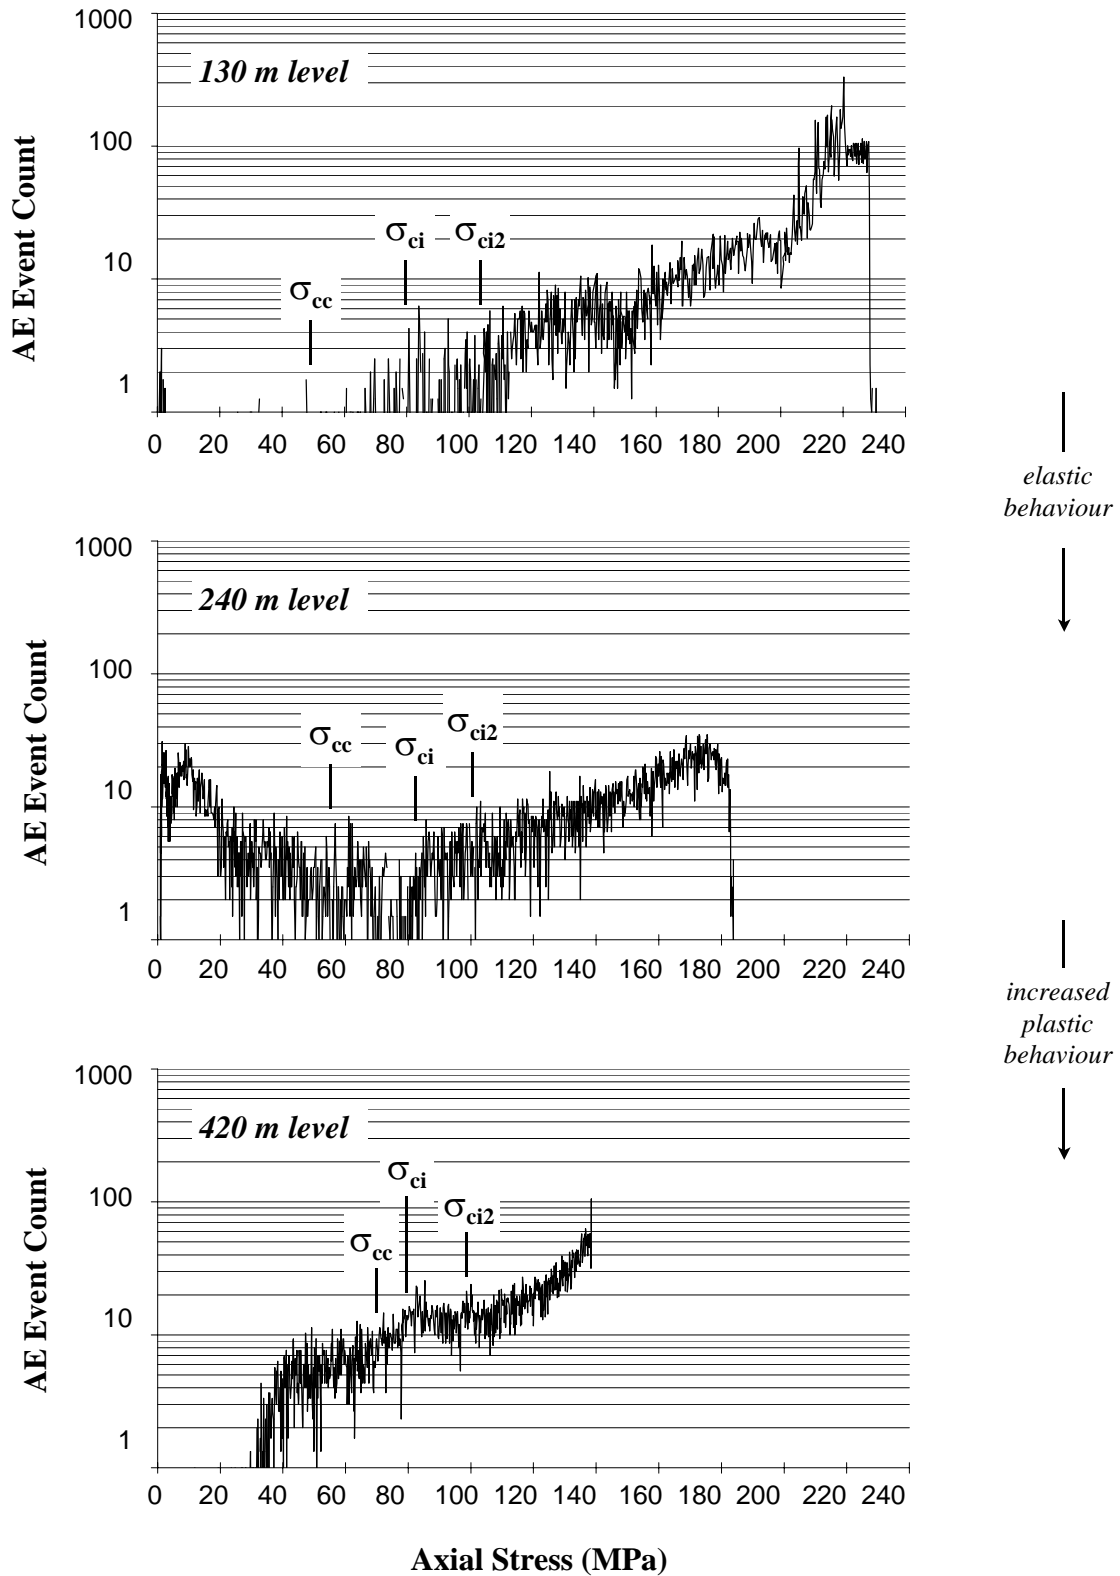 1000
130 m level
100
σci
σci2
10
σcc
1
AE Event Count
0 20 40 60 80 100 120 140 160 180 200 220 240
elastic
behaviour
1000
240 m level
100
σci2
σcc
σci
10
1
AE Event Count
0 20 40 60 80 100 120 140 160 180 200 220 240
increased
plastic
behaviour
1000
420 m level
σci
100
σci2
σcc
10
1
AE Event Count
0 20 40 60 80 100 120 140 160 180 200 220 240
Axial Stress (MPa)